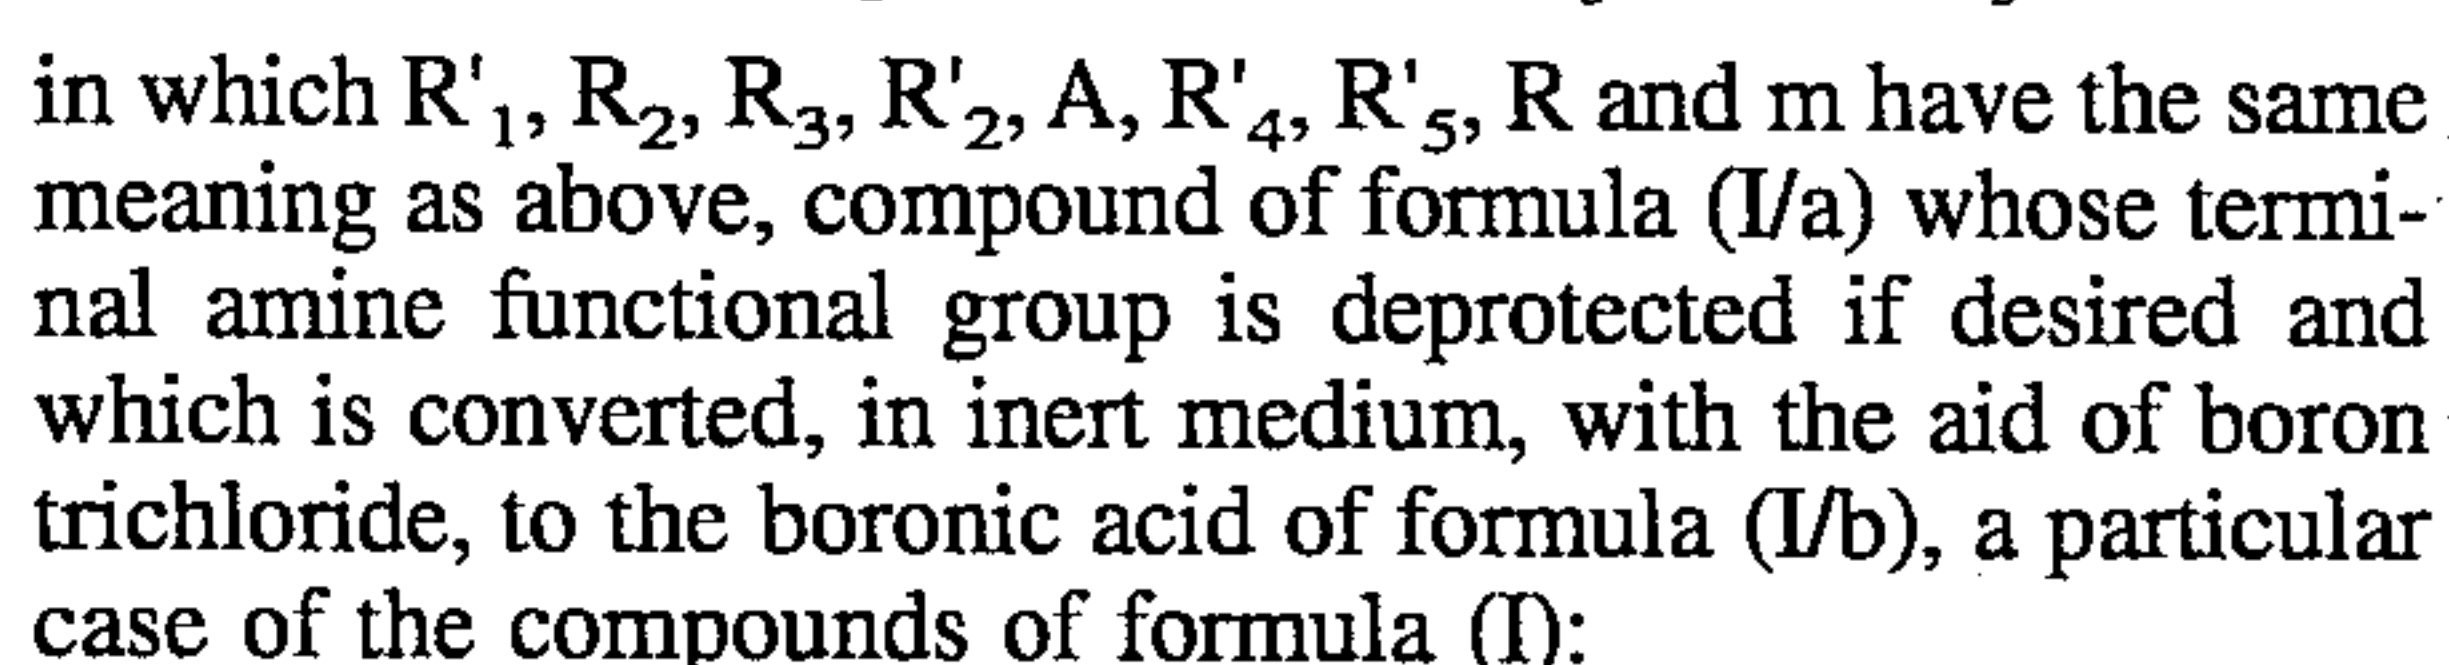 in which R'₁, R₂, R₃, R'₂, A, R'₄, R'₅, R and m have the same
meaning as above, compound of formula (I/a) whose termi-
nal amine functional group is deprotected if desired and
which is converted, in inert medium, with the aid of boron
trichloride, to the boronic acid of formula (I/b), a particular
case of the compounds of formula (I):